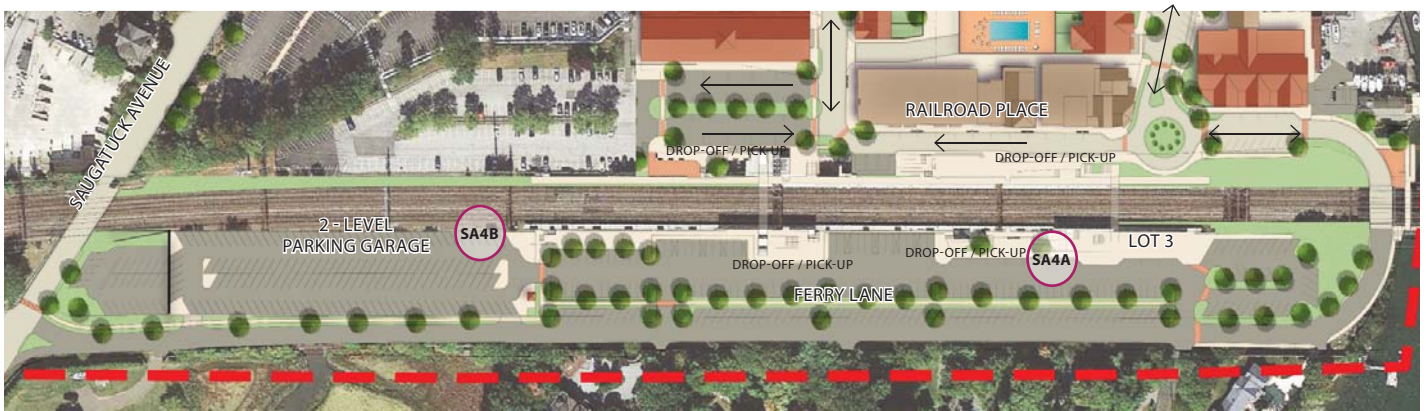 SAUGATUCK AVENUE
RAILROAD PLACE
DROP-OFF / PICK-UP
DROP-OFF / PICK-UP
2 - LEVEL
PARKING GARAGE
SA4B
DROP-OFF / PICK-UP
DROP-OFF / PICK-UP
SA4A
LOT 3
FERRY LANE